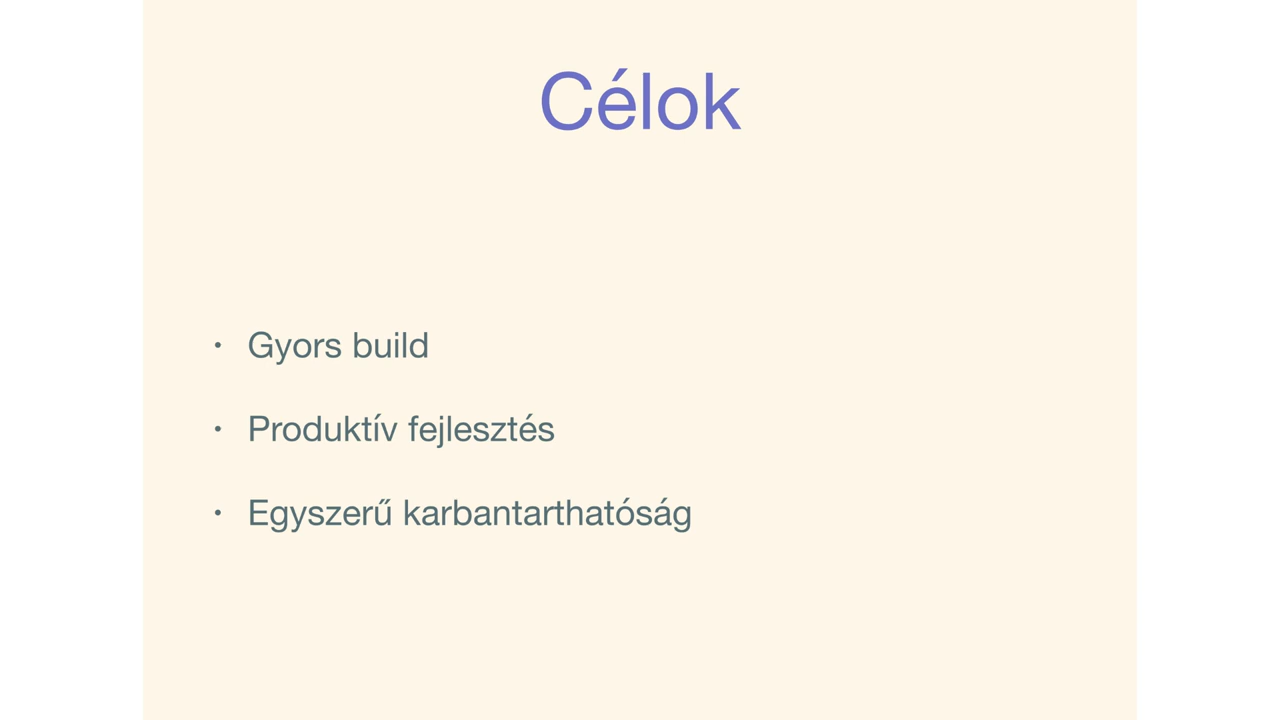 Célok
• Gyors build
• Produktív fejlesztés
• Egyszerű karbantarthatóság